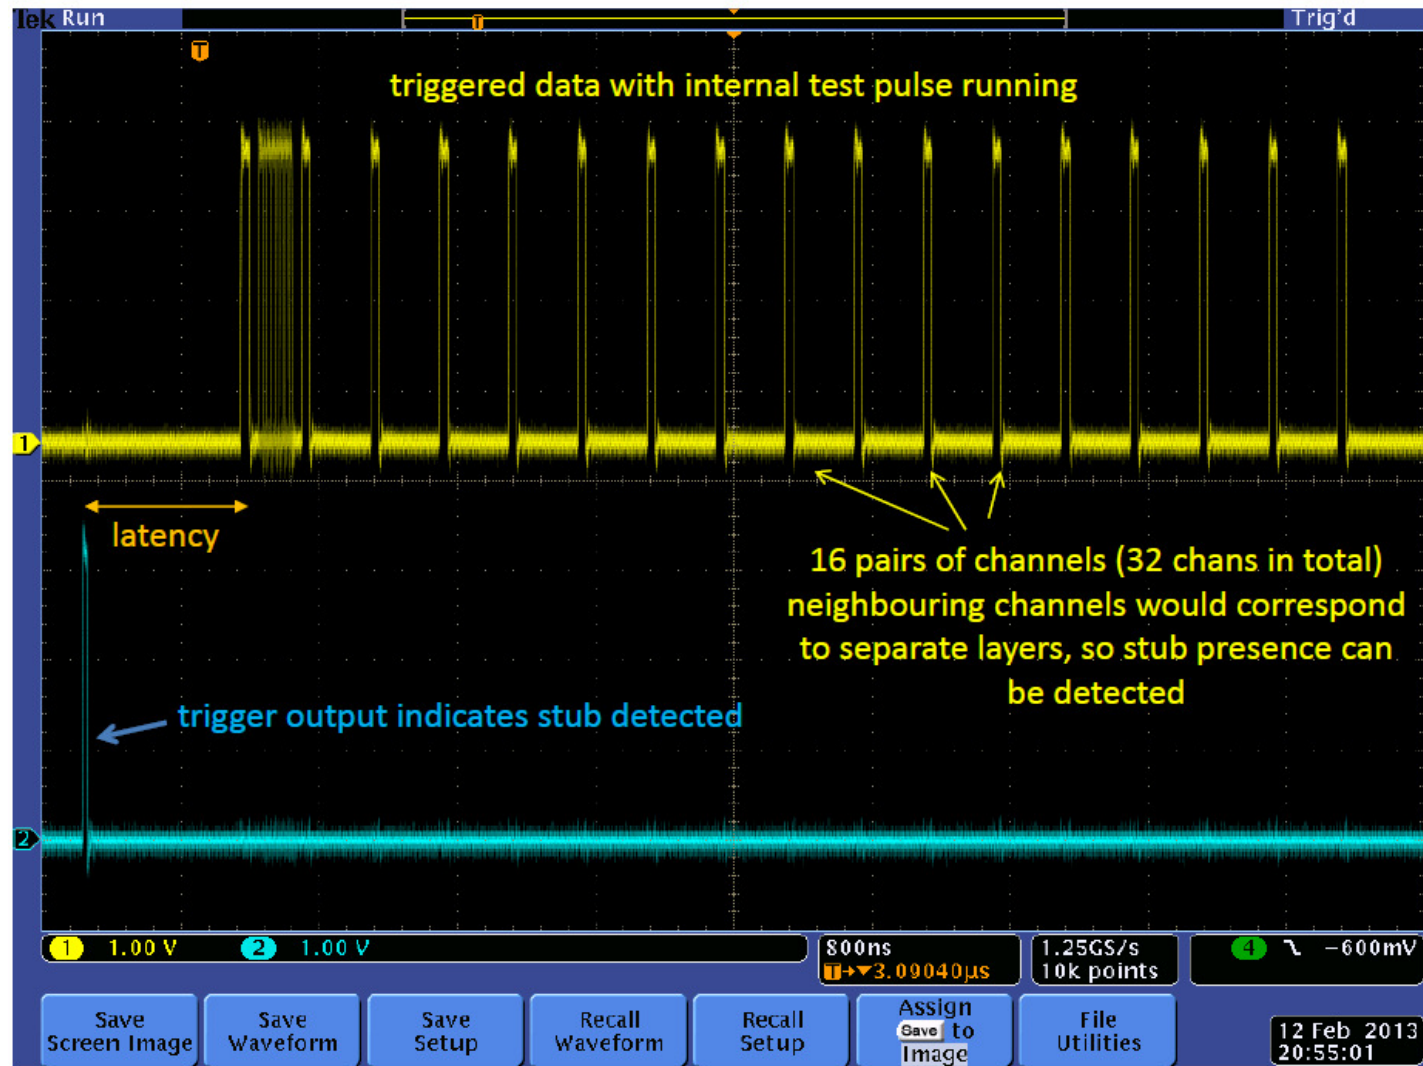 Tek Run Trig'd
T
T
triggered data with internal test pulse running
1
latency
16 pairs of channels (32 chans in total)
neighbouring channels would correspond
to separate layers, so stub presence can
be detected
trigger output indicates stub detected
2
1 1.00 V 2 1.00 V 800ns 1.25GS/s 4 -600mV
T→▼3.09040µs 10k points
Save Screen Image
Save Waveform
Save Setup
Recall Waveform
Recall Setup
Assign Save to Image
File Utilities
12 Feb 2013
20:55:01